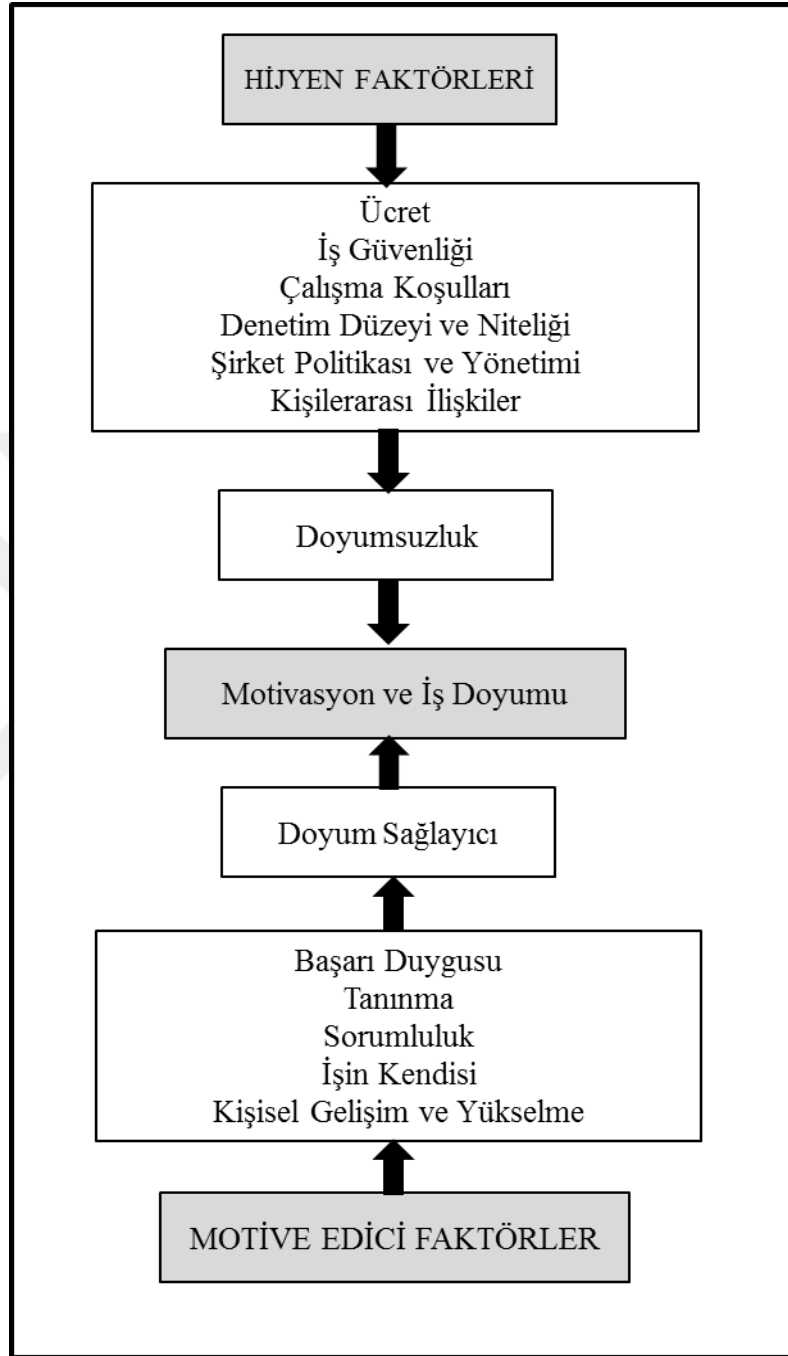 HİJYEN FAKTÖRLERİ
Ücret
İş Güvenliği
Çalışma Koşulları
Denetim Düzeyi ve Niteliği
Şirket Politikası ve Yönetimi
Kişilerarası İlişkiler
Doyumsuzluk
Motivasyon ve İş Doyumu
Doyum Sağlayıcı
Başarı Duygusu
Tanınma
Sorumluluk
İşin Kendisi
Kişisel Gelişim ve Yükselme
MOTİVE EDİCİ FAKTÖRLER